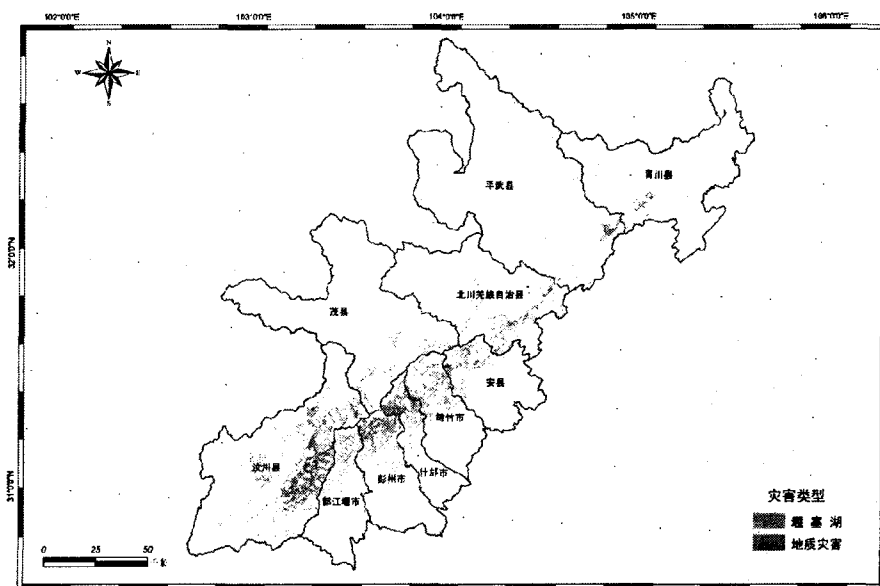 102°0'0"E 103°0'0"E 104°0'0"E 105°0'0"E 106°0'0"E
N
W E
S
青川县
平武县
32°0'0"N
北川羌族自治县
茂县
安县
绵竹市
汶川县
什邡市
彭州市
31°0'0"N
都江堰市
灾害类型
堰塞湖
地质灾害
0 25 50
千米